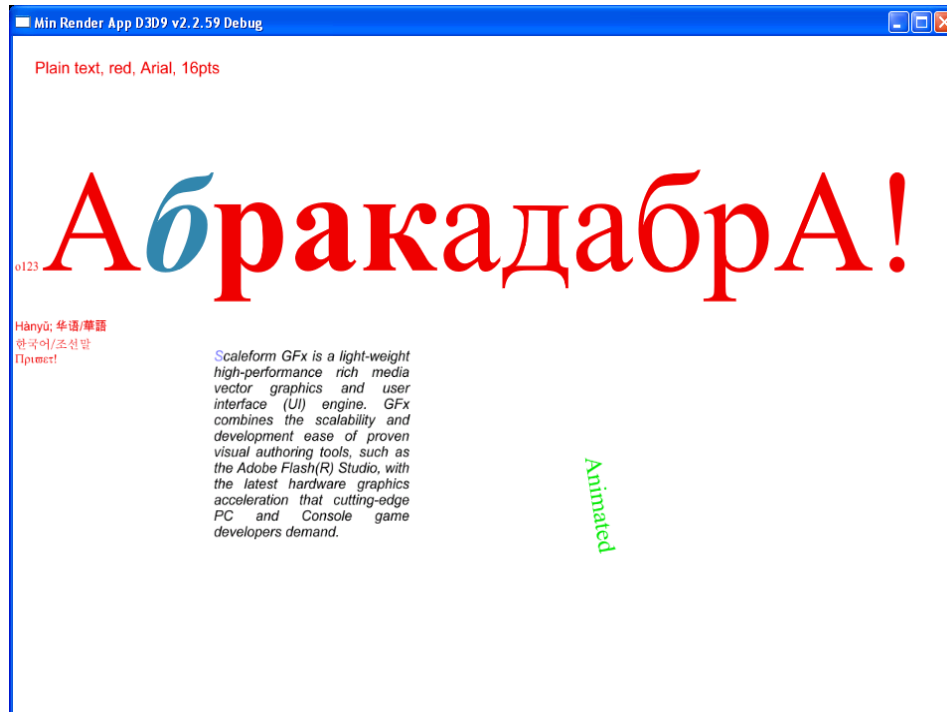 Min Render App D3D9 v2.2.59 Debug
Plain text, red, Arial, 16pts
o123 АбракадабрА!
Hànyǔ; 华语/華語
한국어/조선말
Πριшετ!
Scaleform GFx is a light-weight
high-performance rich media
vector graphics and user
interface (UI) engine. GFx
combines the scalability and
development ease of proven
visual authoring tools, such as
the Adobe Flash(R) Studio, with
the latest hardware graphics
acceleration that cutting-edge
PC and Console game
developers demand.
Animated